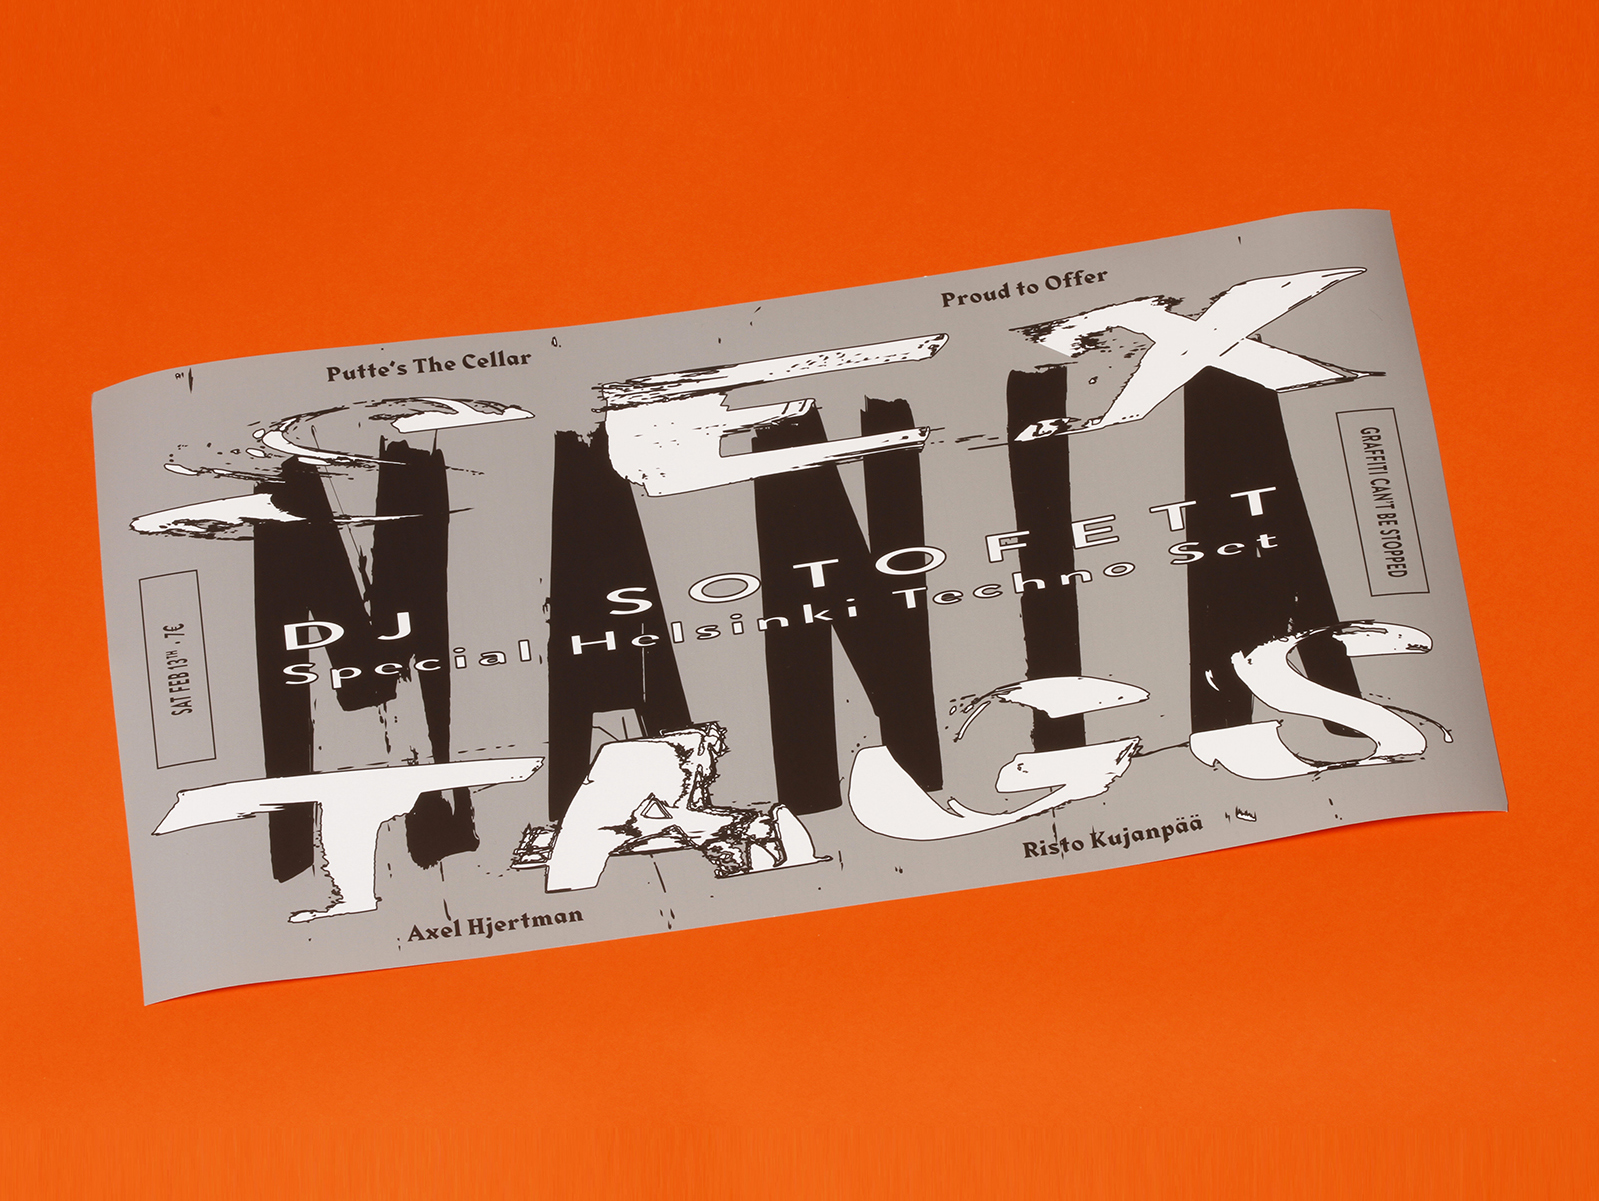 Putte's The Cellar
Proud to Offer
SEX
MANIA
TAGS
DJ SOTOFETT
Special Helsinki Techno Set
SAT FEB 13TH - 7€
GRAFFITI CAN'T BE STOPPED
Axel Hjertman
Risto Kujanpää